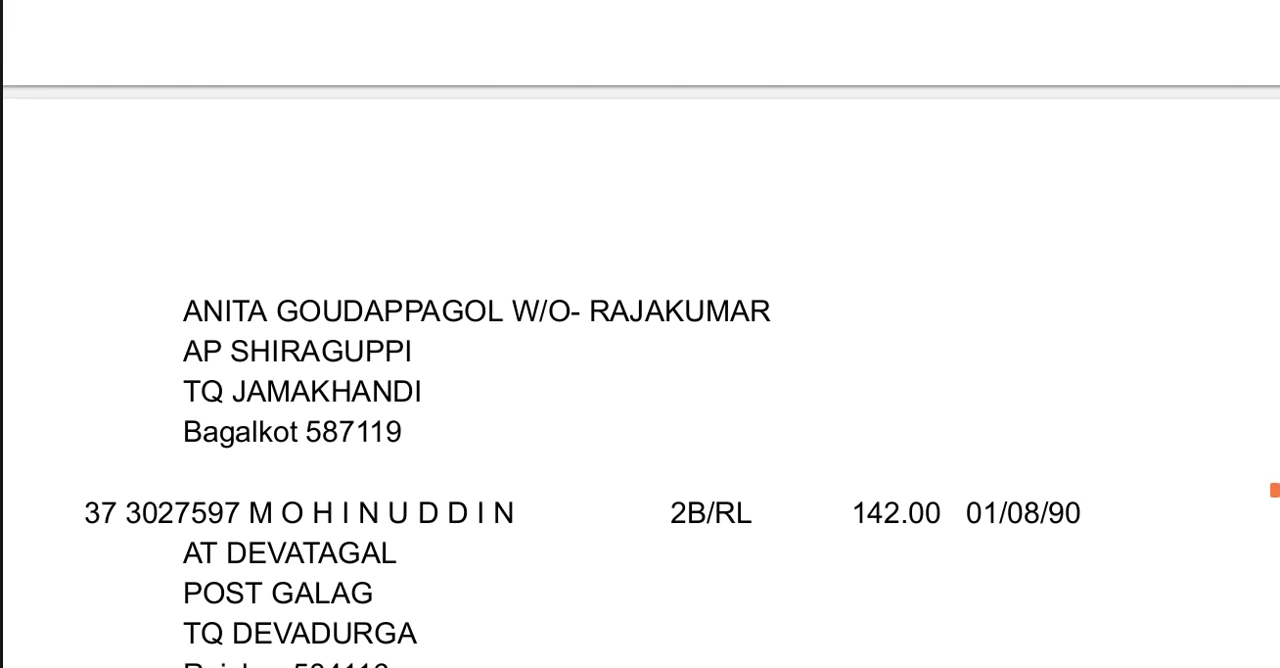 ANITA GOUDAPPAGOL W/O- RAJAKUMAR
AP SHIRAGUPPI
TQ JAMAKHANDI
Bagalkot 587119
37 3027597 M O H I N U D D I N 2B/RL 142.00 01/08/90
AT DEVATAGAL
POST GALAG
TQ DEVADURGA